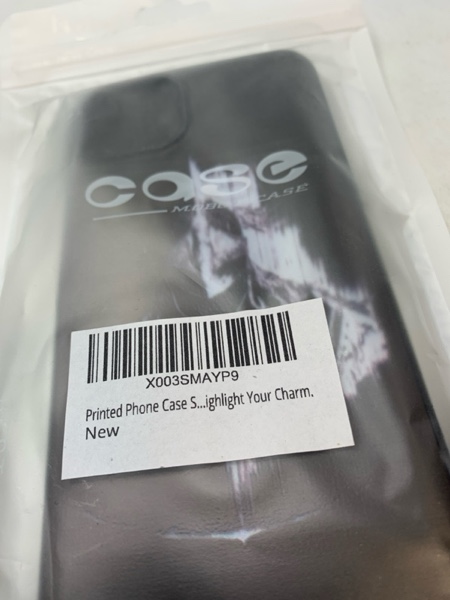 case
MOBILE CASE
X003SMAYP9
Printed Phone Case S...ighlight Your Charm.
New